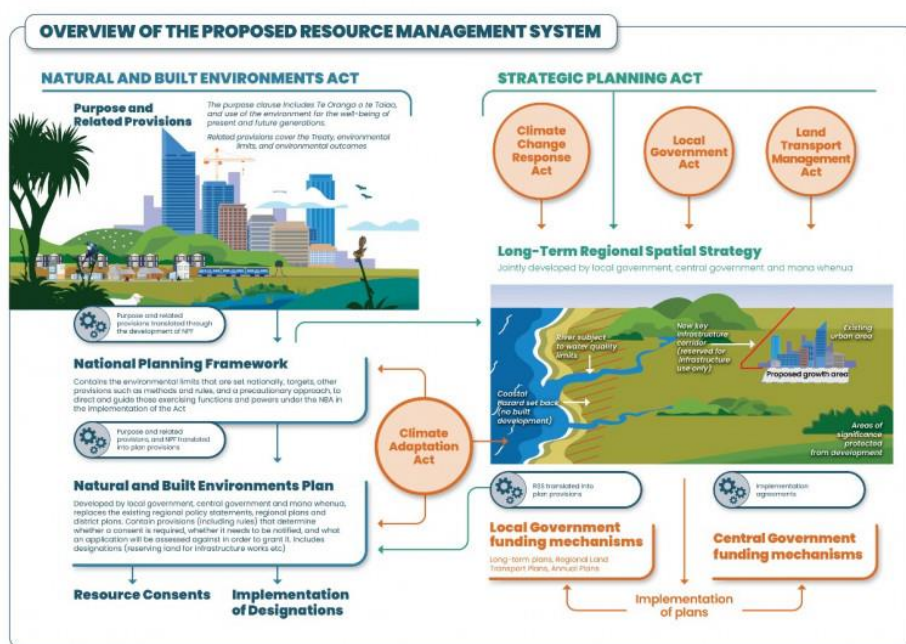 OVERVIEW OF THE PROPOSED RESOURCE MANAGEMENT SYSTEM
NATURAL AND BUILT ENVIRONMENTS ACT
Purpose and
Related Provisions
The purpose clause includes Te Oranga o te Taiao,
and use of the environment for the well-being of
present and future generations.
Related provisions cover the Treaty, environmental
limits, and environmental outcomes
Purpose and related
provisions translated through
the development of NPF
National Planning Framework
Contains the environmental limits that are set nationally, targets, other
provisions such as methods and rules, and a precautionary approach, to
direct and guide those exercising functions and powers under the NBA in
the implementation of the Act
Purpose and related
provisions, and NPF translated
into plan provisions
Natural and Built Environments Plan
Developed by local government, central government and mana whenua,
replaces the existing regional policy statements, regional plans and
district plans. Contain provisions (including rules) that determine
whether a consent is required, whether it needs to be notified, and what
an application will be assessed against in order to grant it. Includes
designations (reserving land for infrastructure works etc)
Resource Consents
Implementation
of Designations
Climate
Adaptation
Act
STRATEGIC PLANNING ACT
Climate
Change
Response
Act
Local
Government
Act
Land
Transport
Management
Act
Long-Term Regional Spatial Strategy
Jointly developed by local government, central government and mana whenua
River subject
to water quality
limits
New key
infrastructure
corridor
(reserved for
infrastructure
use only)
Existing
urban area
Proposed growth area
Coastal
Hazard set back
(no built
development)
Areas of
significance
protected
from development
RSS translated into
plan provisions
Implementation
agreements
Local Government
funding mechanisms
Long-term plans, Regional Land
Transport Plans, Annual Plans
Central Government
funding mechanisms
Implementation
of plans